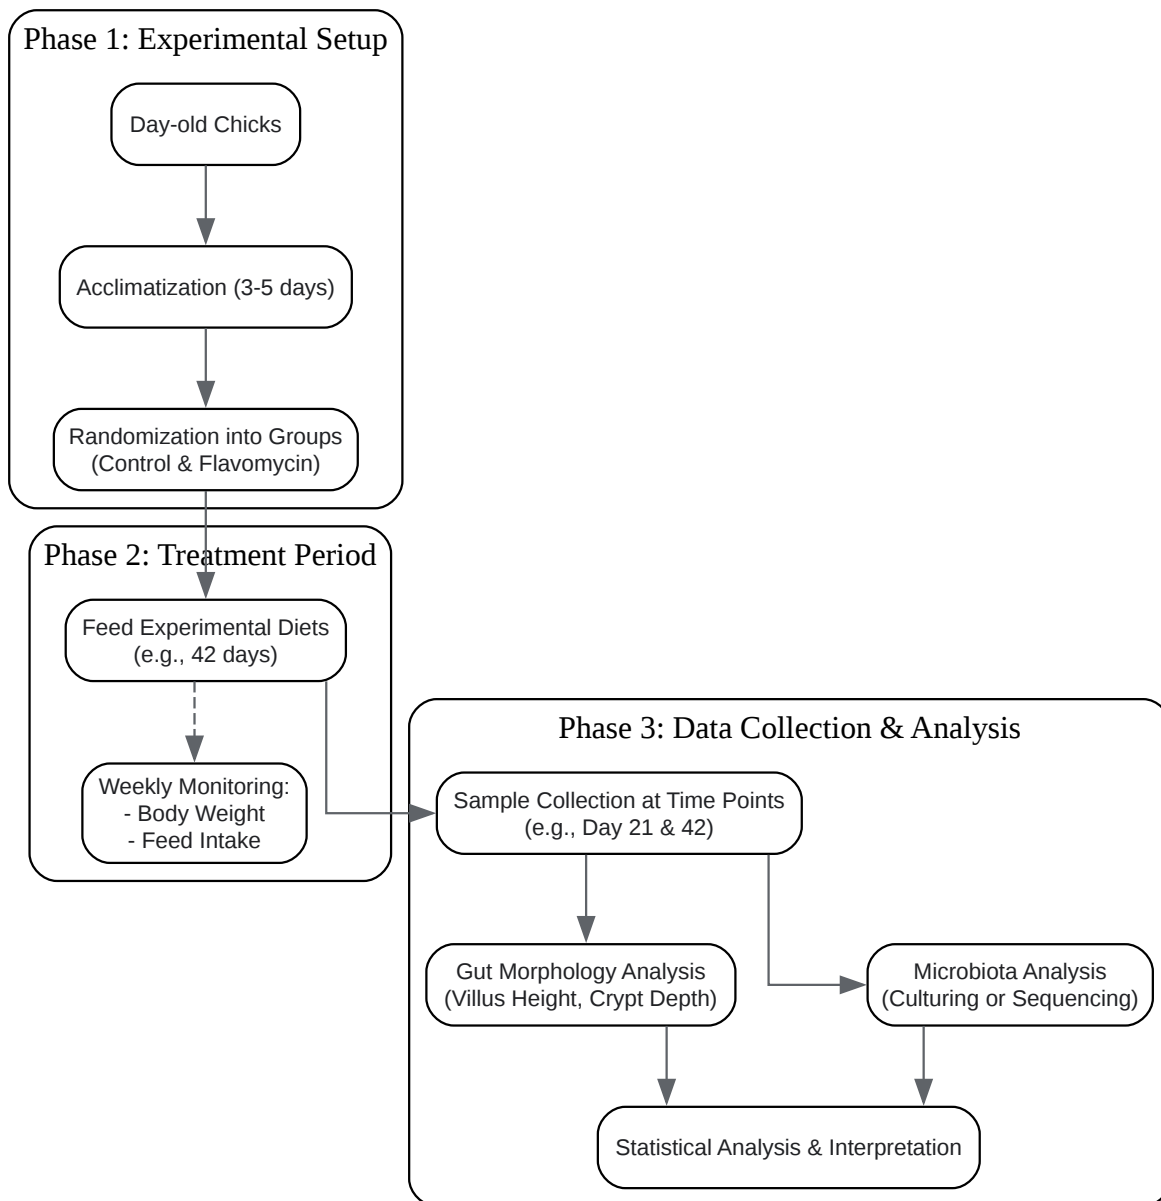 Phase 1: Experimental Setup
Day-old Chicks
Acclimatization (3-5 days)
Randomization into Groups
(Control & Flavomycin)
Phase 2: Treatment Period
Feed Experimental Diets
(e.g., 42 days)
Weekly Monitoring:
- Body Weight
- Feed Intake
Phase 3: Data Collection & Analysis
Sample Collection at Time Points
(e.g., Day 21 & 42)
Gut Morphology Analysis
(Villus Height, Crypt Depth)
Microbiota Analysis
(Culturing or Sequencing)
Statistical Analysis & Interpretation